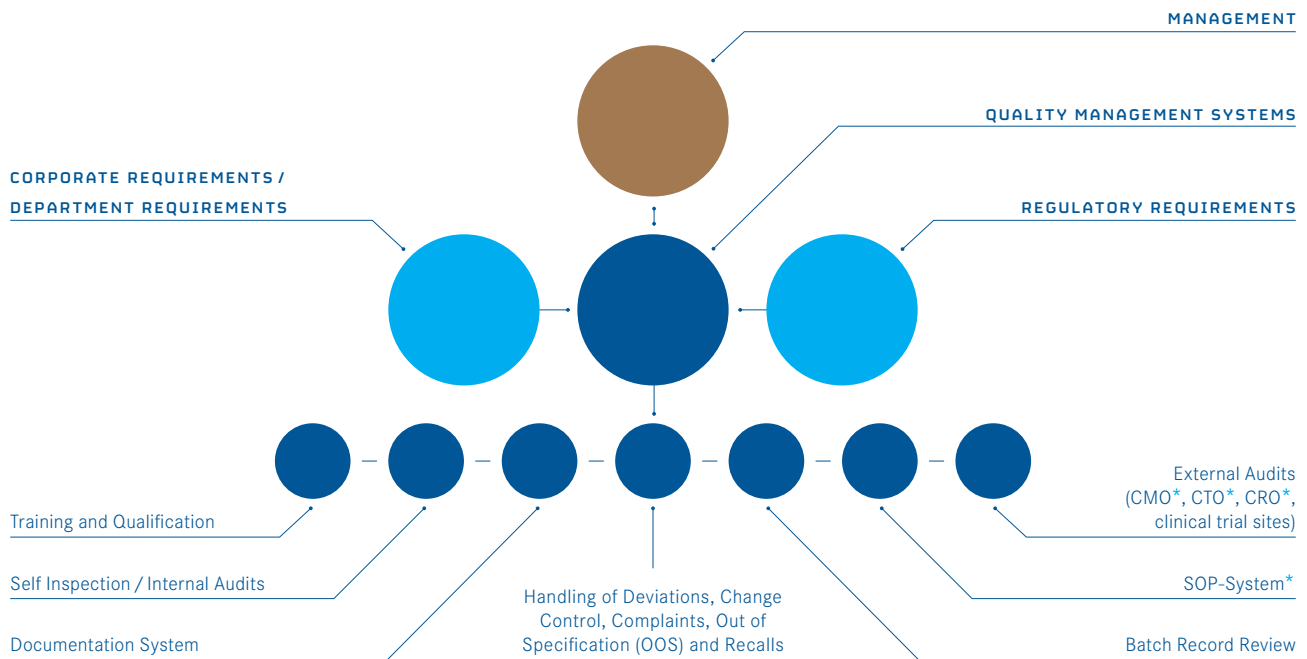 MANAGEMENT
QUALITY MANAGEMENT SYSTEMS
CORPORATE REQUIREMENTS /
DEPARTMENT REQUIREMENTS
REGULATORY REQUIREMENTS
External Audits
(CMO*, CTO*, CRO*,
clinical trial sites)
Training and Qualification
Self Inspection / Internal Audits
SOP-System*
Handling of Deviations, Change
Control, Complaints, Out of
Specification (OOS) and Recalls
Documentation System
Batch Record Review